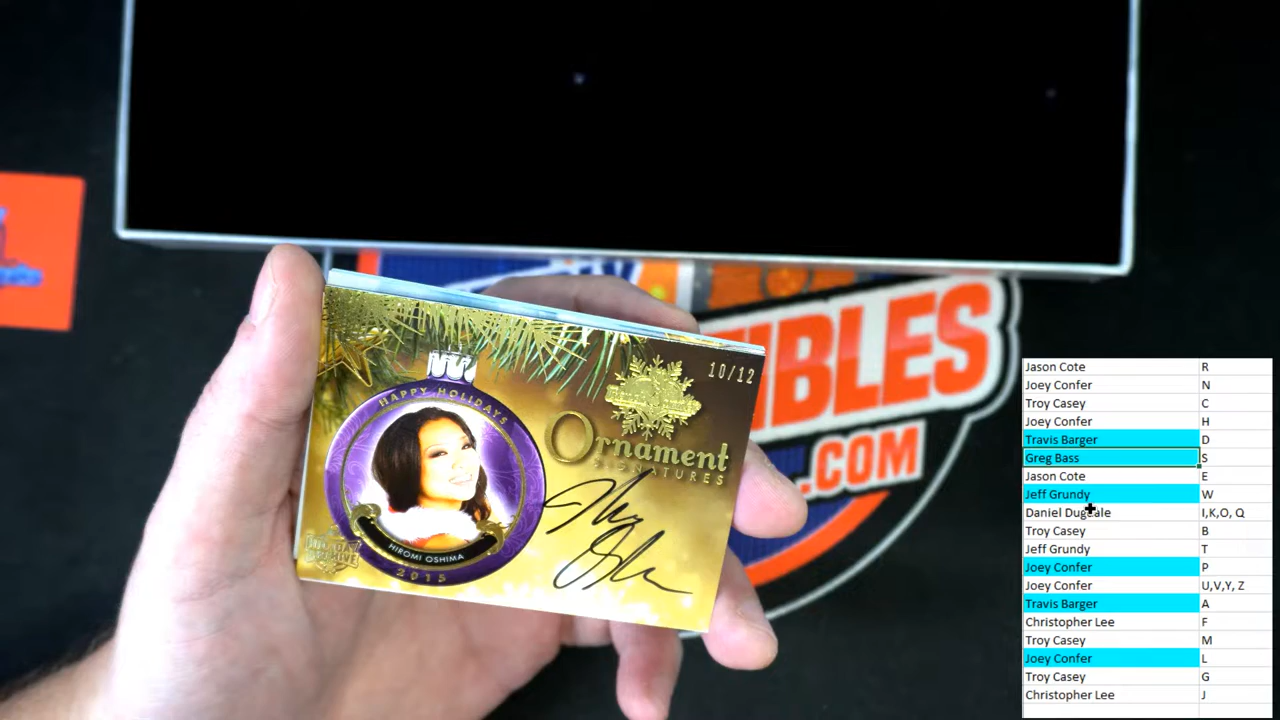 IBLES
.COM
10/12
HAPPY HOLIDAYS
Ornament
SIGNATURES
HIROMI OSHIMA
2015
Jason Cote R
Joey Confer N
Troy Casey C
Joey Confer H
Travis Barger D
Greg Bass S
Jason Cote E
Jeff Grundy W
Daniel Dugdale I,K,O, Q
Troy Casey B
Jeff Grundy T
Joey Confer P
Joey Confer U,V,Y, Z
Travis Barger A
Christopher Lee F
Troy Casey M
Joey Confer L
Troy Casey G
Christopher Lee J